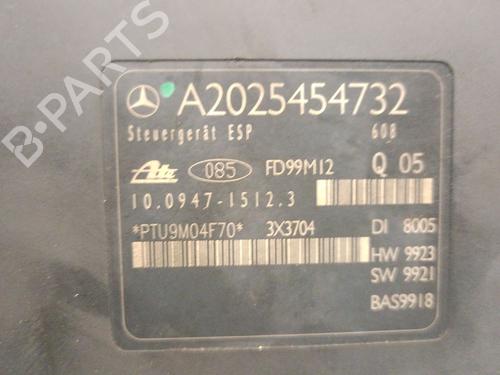 B-PARTS
A2025454732
Steuergerät ESP 608
Ate 085 FD99M12 Q 05
10.0947-1512.3
*PTU9M04F70* 3X3704 DI 8005
HW 9923
SW 9921
BAS9918